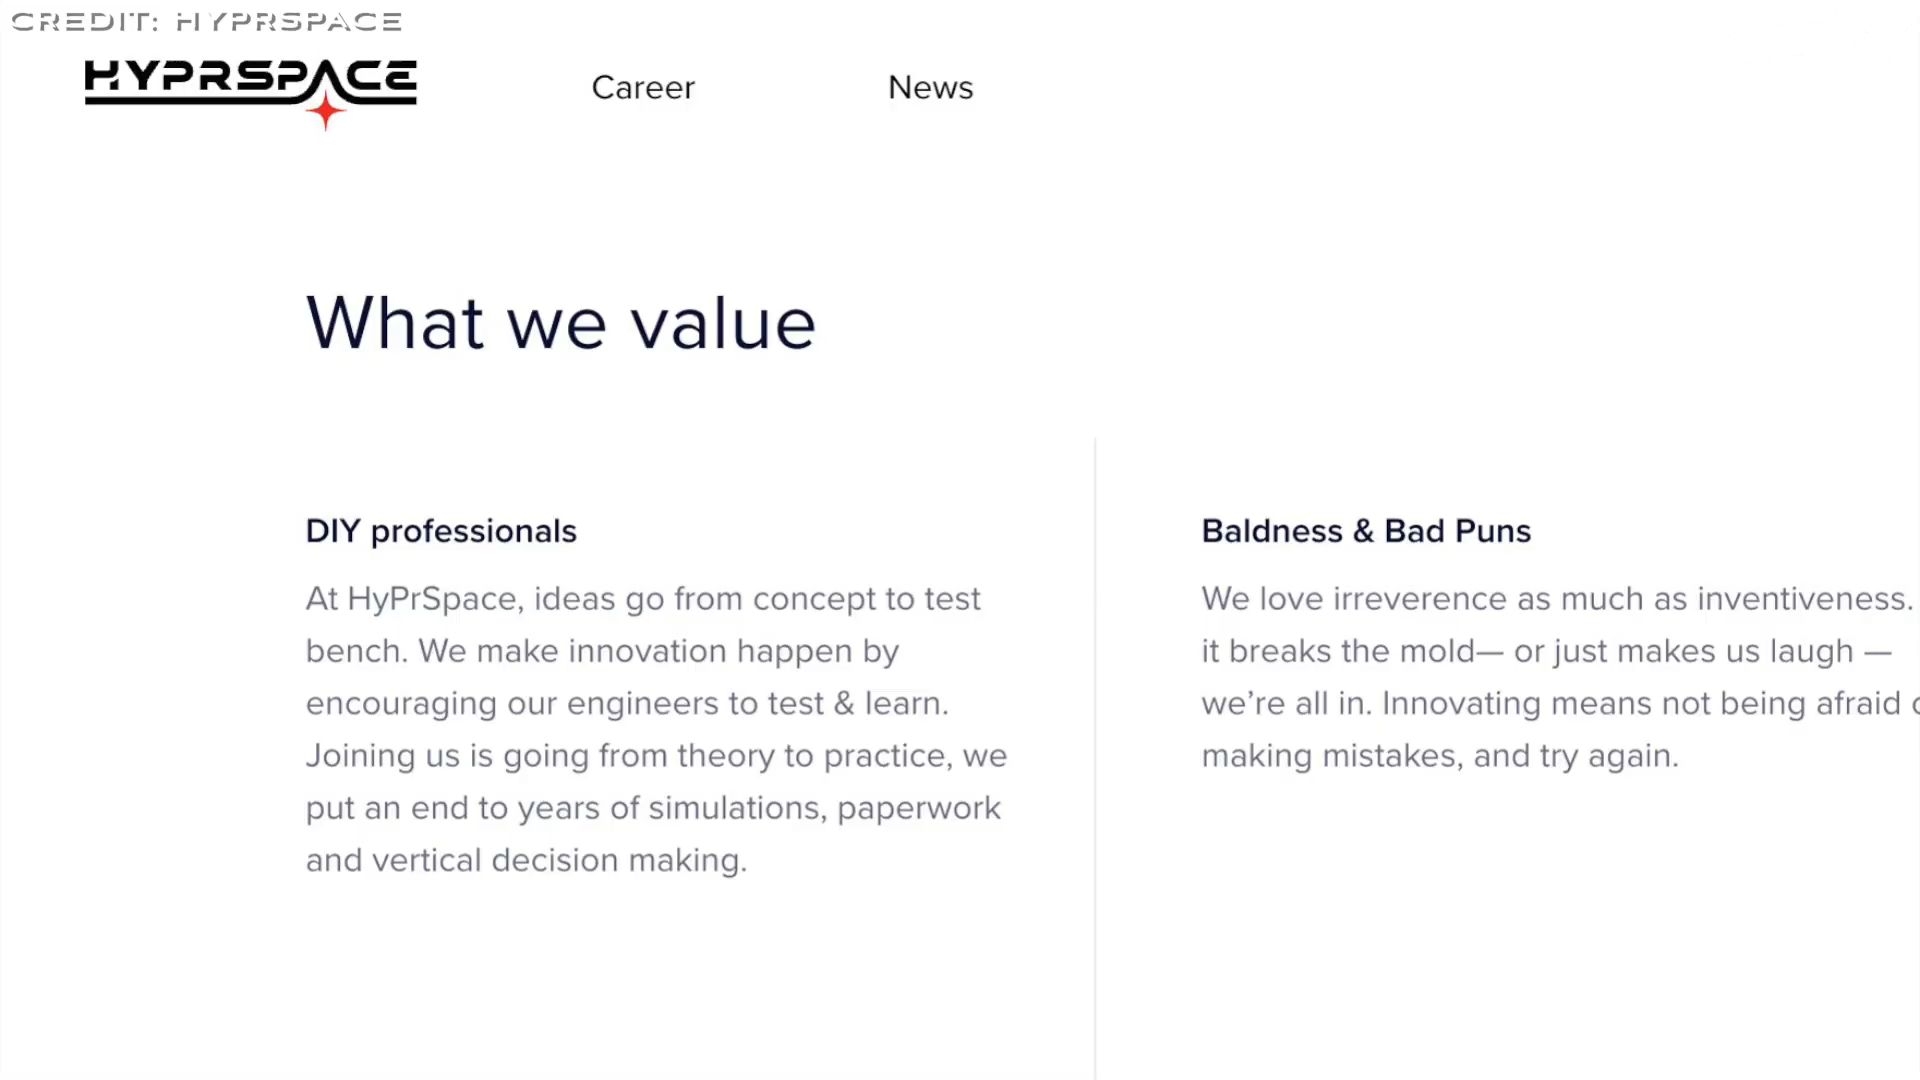 CREDIT: HYPRSPACE
HYPRSPACE
Career
News
What we value
DIY professionals
At HyPrSpace, ideas go from concept to test
bench. We make innovation happen by
encouraging our engineers to test & learn.
Joining us is going from theory to practice, we
put an end to years of simulations, paperwork
and vertical decision making.
Baldness & Bad Puns
We love irreverence as much as inventiveness.
it breaks the mold— or just makes us laugh —
we’re all in. Innovating means not being afraid
making mistakes, and try again.